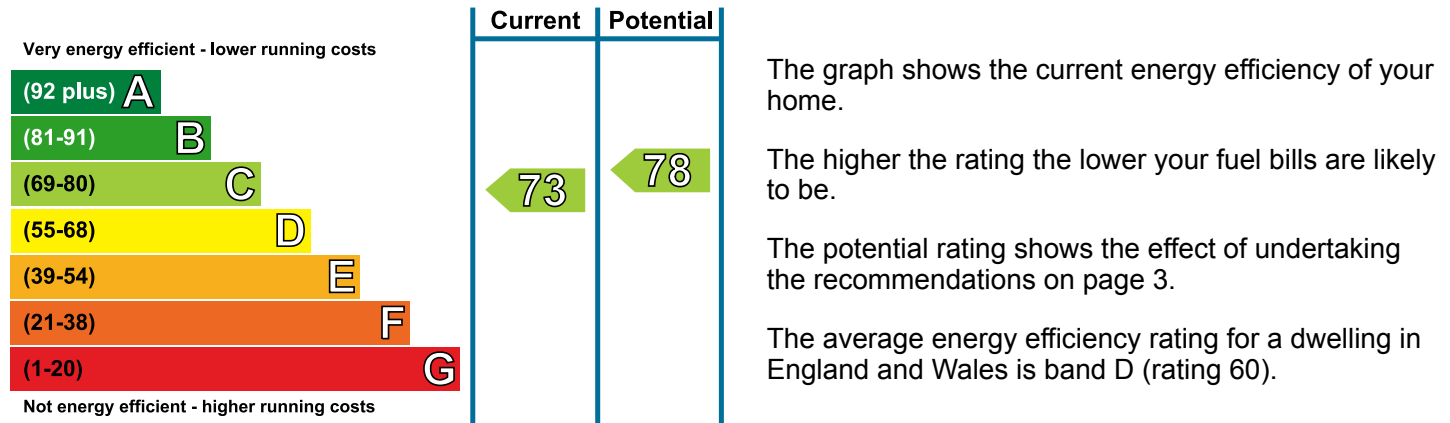 Current Potential
Very energy efficient - lower running costs
(92 plus) A
(81-91) B
(69-80) C
(55-68) D
(39-54) E
(21-38) F
(1-20) G
Not energy efficient - higher running costs
73
78
The graph shows the current energy efficiency of your
home.
The higher the rating the lower your fuel bills are likely
to be.
The potential rating shows the effect of undertaking
the recommendations on page 3.
The average energy efficiency rating for a dwelling in
England and Wales is band D (rating 60).